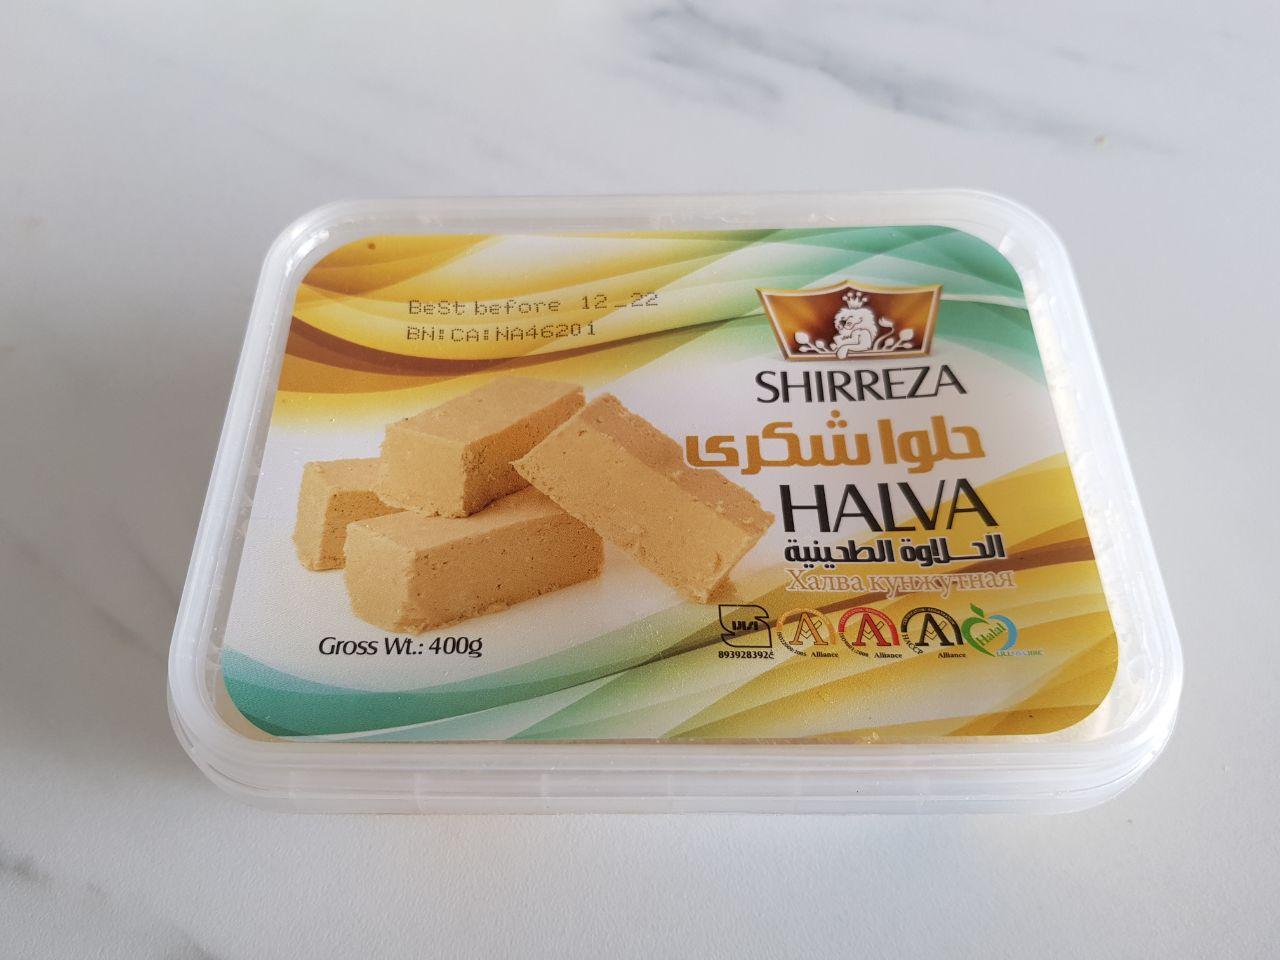 BeSt before 12_22
BN:CA:NA46201
SHIRREZA
حلوا شکری
HALVA
الحلاوة الطحينية
Халва кунжутная
Gross Wt.: 400g
Alliance
Alliance
HACCP
Alliance
Halal